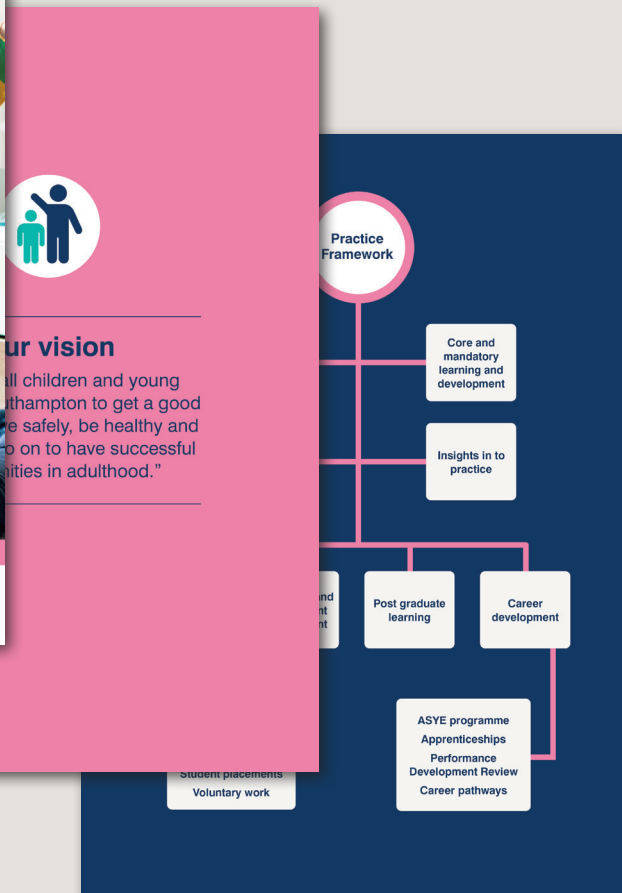 ur vision
all children and young
uthampton to get a good
e safely, be healthy and
o on to have successful
nities in adulthood.”
Practice
Framework
Core and
mandatory
learning and
development
Insights in to
practice
and
nt
nt
Post graduate
learning
Career
development
ASYE programme
Apprenticeships
Performance
Development Review
Career pathways
Student placements
Voluntary work